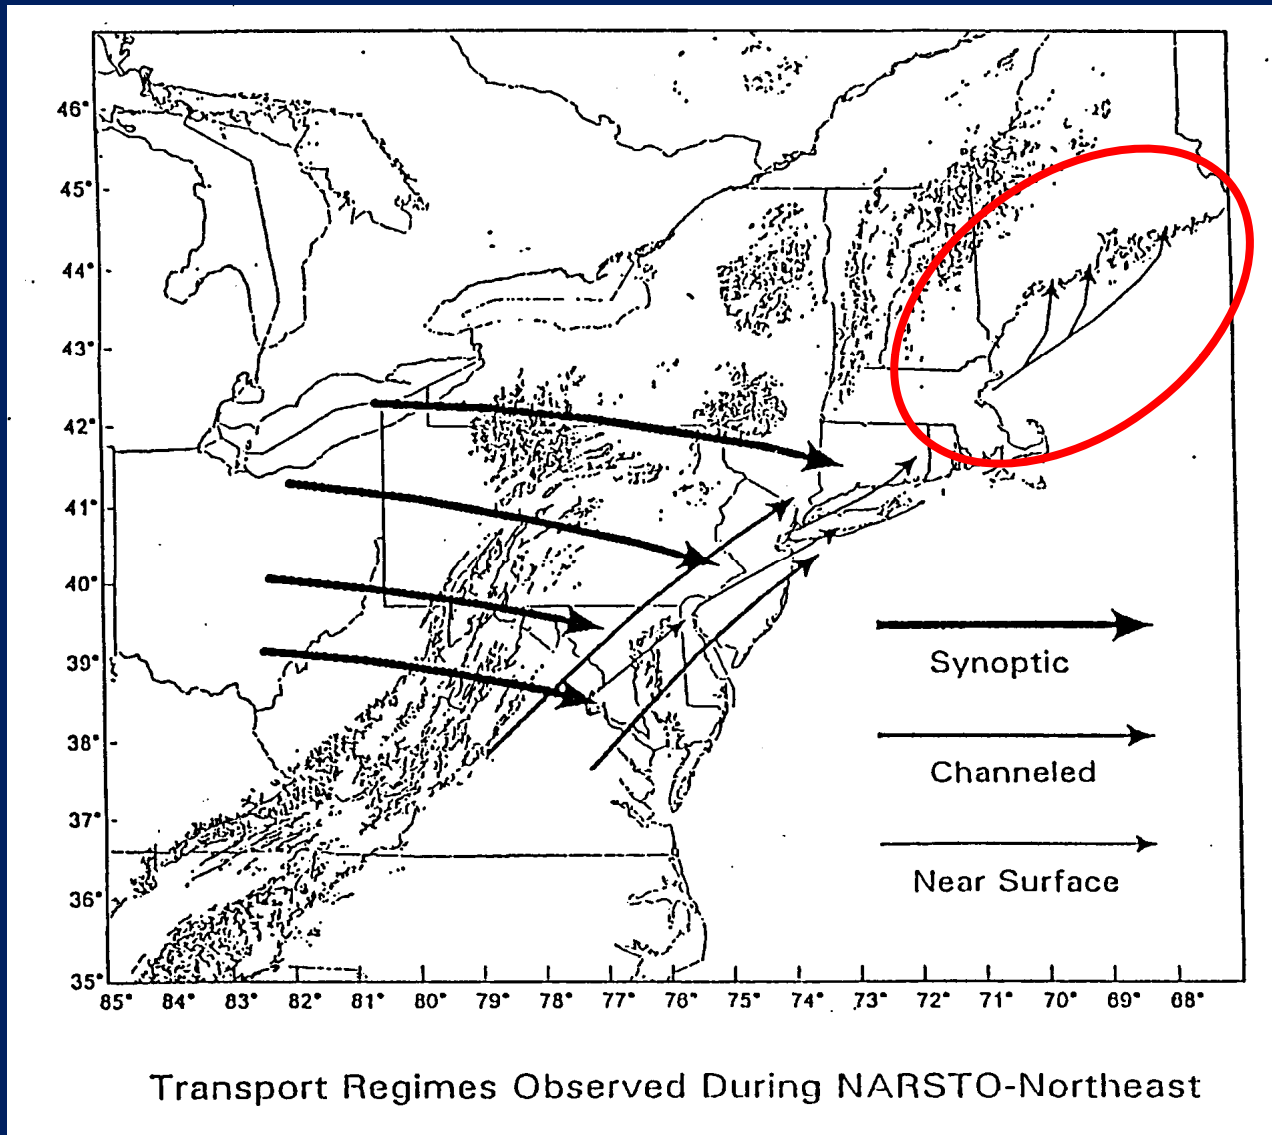 46°
45°
44°
43°
42°
41°
40°
39°
38°
37°
36°
35°
Synoptic
Channeled
Near Surface
85° 84° 83° 82° 81° 80° 79° 78° 77° 76° 75° 74° 73° 72° 71° 70° 69° 68°
Transport Regimes Observed During NARSTO-Northeast